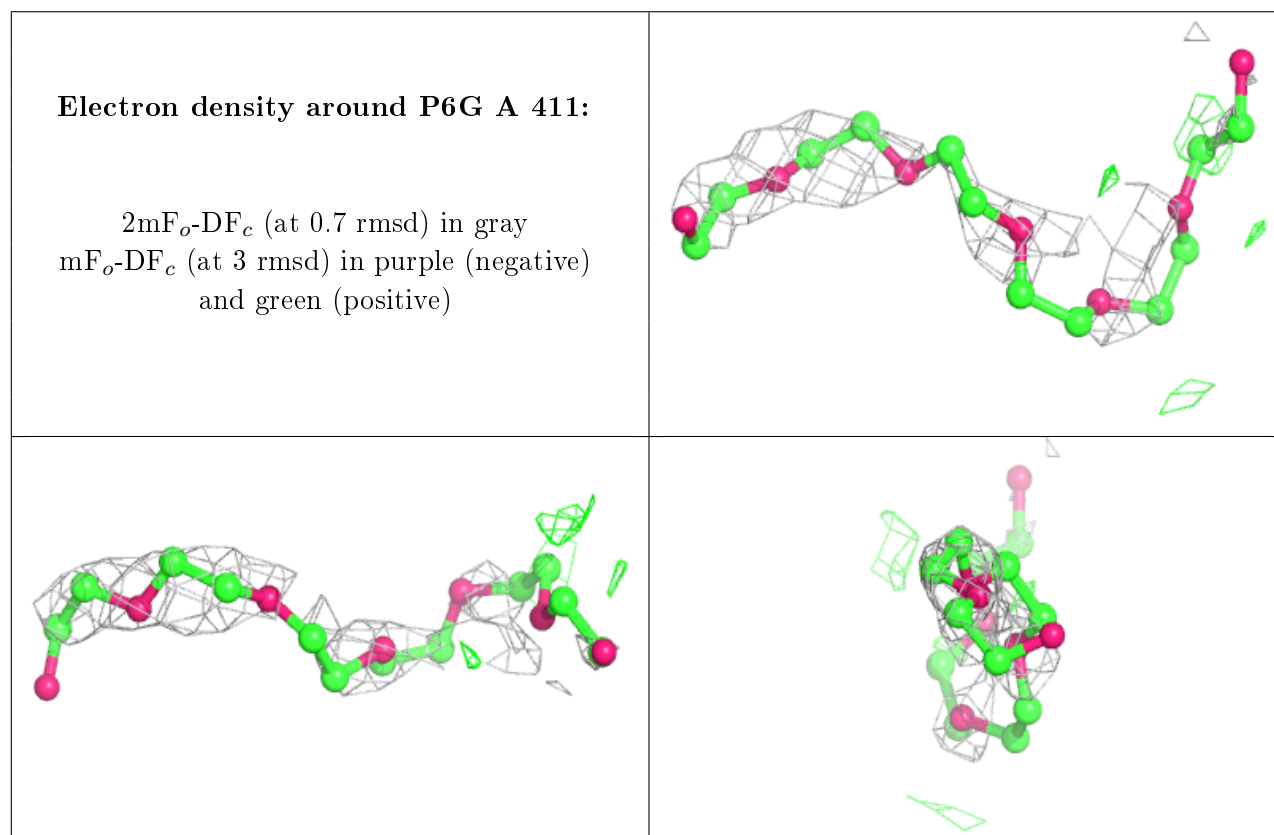 Electron density around P6G A 411:
2mFo-DFc (at 0.7 rmsd) in gray
mFo-DFc (at 3 rmsd) in purple (negative)
and green (positive)